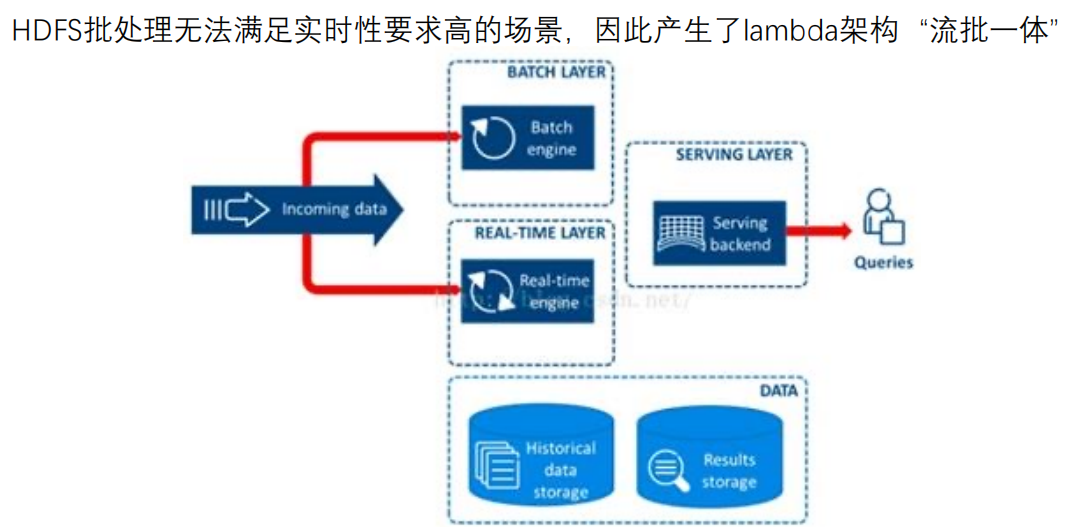 HDFS批处理无法满足实时性要求高的场景，因此产生了lambda架构“流批一体”
BATCH LAYER
Batch
engine
SERVING LAYER
Incoming data
Serving
backend
Queries
REAL-TIME LAYER
Real-time
engine
DATA
Historical
data
storage
Results
storage